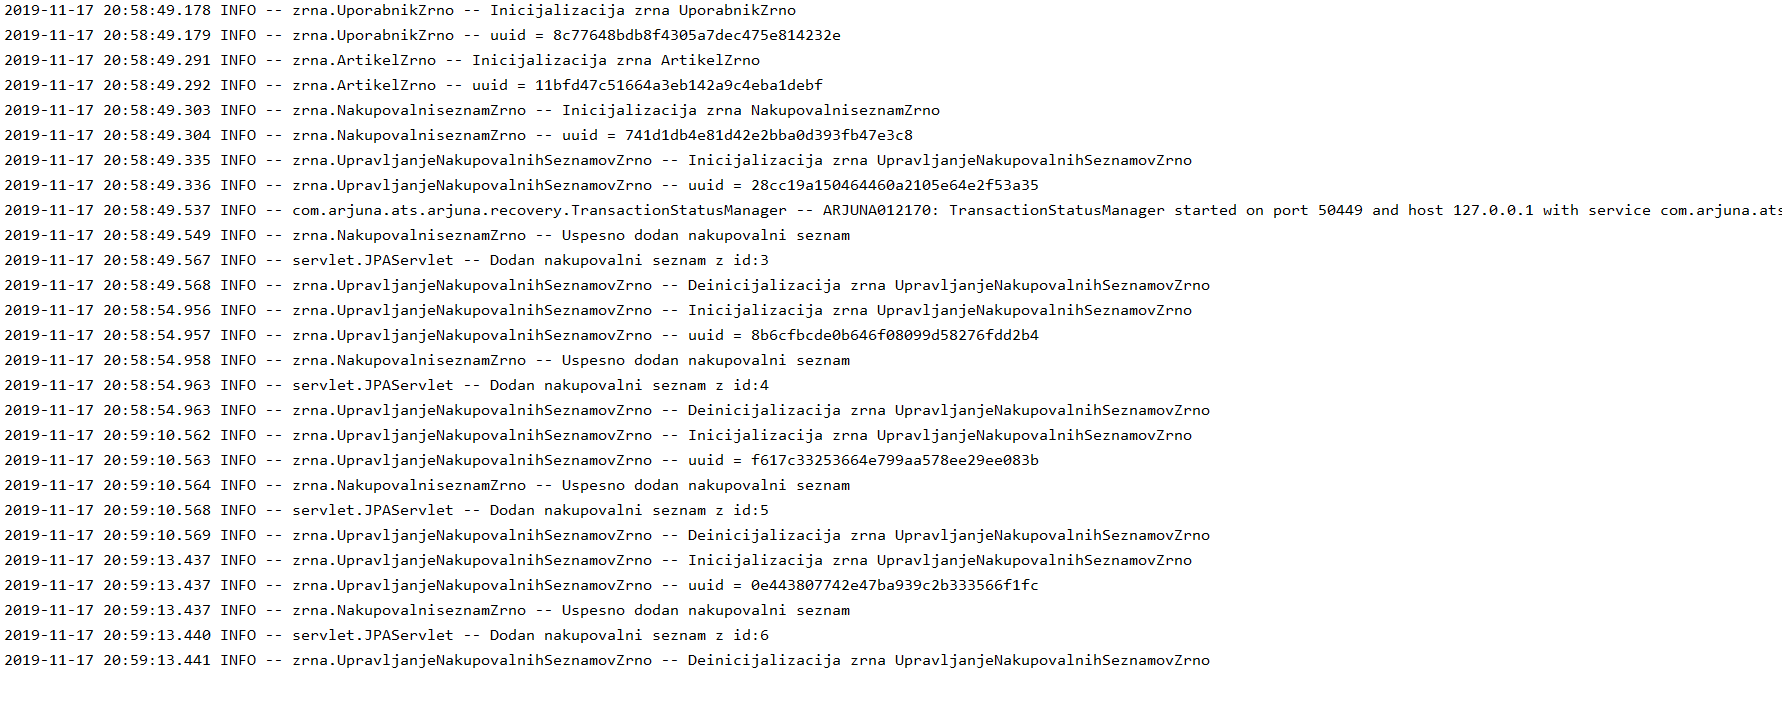 2019-11-17 20:58:49.178 INFO -- zrna.UporabnikZrno -- Inicijalizacija zrna UporabnikZrno
2019-11-17 20:58:49.179 INFO -- zrna.UporabnikZrno -- uuid = 8c77648bdb8f4305a7dec475e814232e
2019-11-17 20:58:49.291 INFO -- zrna.ArtikelZrno -- Inicijalizacija zrna ArtikelZrno
2019-11-17 20:58:49.292 INFO -- zrna.ArtikelZrno -- uuid = 11bfd47c51664a3eb142a9c4eba1debf
2019-11-17 20:58:49.303 INFO -- zrna.NakupovalniseznamZrno -- Inicijalizacija zrna NakupovalniseznamZrno
2019-11-17 20:58:49.304 INFO -- zrna.NakupovalniseznamZrno -- uuid = 741d1db4e81d42e2bba0d393fb47e3c8
2019-11-17 20:58:49.335 INFO -- zrna.UpravljanjeNakupovalnihSeznamovZrno -- Inicijalizacija zrna UpravljanjeNakupovalnihSeznamovZrno
2019-11-17 20:58:49.336 INFO -- zrna.UpravljanjeNakupovalnihSeznamovZrno -- uuid = 28cc19a150464460a2105e64e2f53a35
2019-11-17 20:58:49.537 INFO -- com.arjuna.ats.arjuna.recovery.TransactionStatusManager -- ARJUNA012170: TransactionStatusManager started on port 50449 and host 127.0.0.1 with service com.arjuna.ats
2019-11-17 20:58:49.549 INFO -- zrna.NakupovalniseznamZrno -- Uspesno dodan nakupovalni seznam
2019-11-17 20:58:49.567 INFO -- servlet.JPAServlet -- Dodan nakupovalni seznam z id:3
2019-11-17 20:58:49.568 INFO -- zrna.UpravljanjeNakupovalnihSeznamovZrno -- Deinicijalizacija zrna UpravljanjeNakupovalnihSeznamovZrno
2019-11-17 20:58:54.956 INFO -- zrna.UpravljanjeNakupovalnihSeznamovZrno -- Inicijalizacija zrna UpravljanjeNakupovalnihSeznamovZrno
2019-11-17 20:58:54.957 INFO -- zrna.UpravljanjeNakupovalnihSeznamovZrno -- uuid = 8b6cfbcde0b646f08099d58276fdd2b4
2019-11-17 20:58:54.958 INFO -- zrna.NakupovalniseznamZrno -- Uspesno dodan nakupovalni seznam
2019-11-17 20:58:54.963 INFO -- servlet.JPAServlet -- Dodan nakupovalni seznam z id:4
2019-11-17 20:58:54.963 INFO -- zrna.UpravljanjeNakupovalnihSeznamovZrno -- Deinicijalizacija zrna UpravljanjeNakupovalnihSeznamovZrno
2019-11-17 20:59:10.562 INFO -- zrna.UpravljanjeNakupovalnihSeznamovZrno -- Inicijalizacija zrna UpravljanjeNakupovalnihSeznamovZrno
2019-11-17 20:59:10.563 INFO -- zrna.UpravljanjeNakupovalnihSeznamovZrno -- uuid = f617c33253664e799aa578ee29ee083b
2019-11-17 20:59:10.564 INFO -- zrna.NakupovalniseznamZrno -- Uspesno dodan nakupovalni seznam
2019-11-17 20:59:10.568 INFO -- servlet.JPAServlet -- Dodan nakupovalni seznam z id:5
2019-11-17 20:59:10.569 INFO -- zrna.UpravljanjeNakupovalnihSeznamovZrno -- Deinicijalizacija zrna UpravljanjeNakupovalnihSeznamovZrno
2019-11-17 20:59:13.437 INFO -- zrna.UpravljanjeNakupovalnihSeznamovZrno -- Inicijalizacija zrna UpravljanjeNakupovalnihSeznamovZrno
2019-11-17 20:59:13.437 INFO -- zrna.UpravljanjeNakupovalnihSeznamovZrno -- uuid = 0e443807742e47ba939c2b333566f1fc
2019-11-17 20:59:13.437 INFO -- zrna.NakupovalniseznamZrno -- Uspesno dodan nakupovalni seznam
2019-11-17 20:59:13.440 INFO -- servlet.JPAServlet -- Dodan nakupovalni seznam z id:6
2019-11-17 20:59:13.441 INFO -- zrna.UpravljanjeNakupovalnihSeznamovZrno -- Deinicijalizacija zrna UpravljanjeNakupovalnihSeznamovZrno